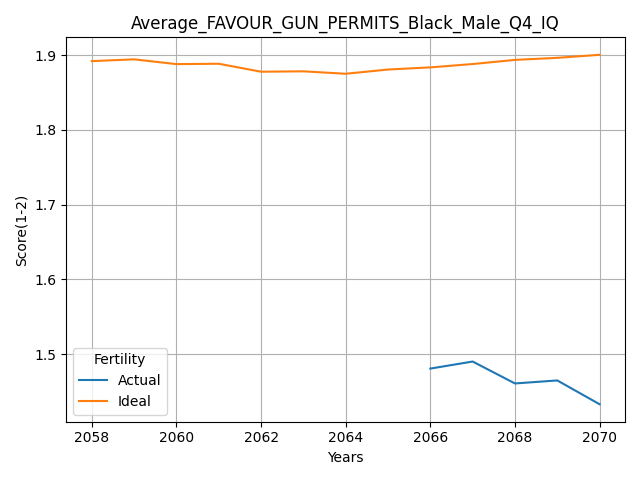 Average_FAVOUR_GUN_PERMITS_Black_Male_Q4_IQ
Score(1-2)
1.9
1.8
1.7
1.6
1.5
Fertility
Actual
Ideal
2058 2060 2062 2064 2066 2068 2070
Years